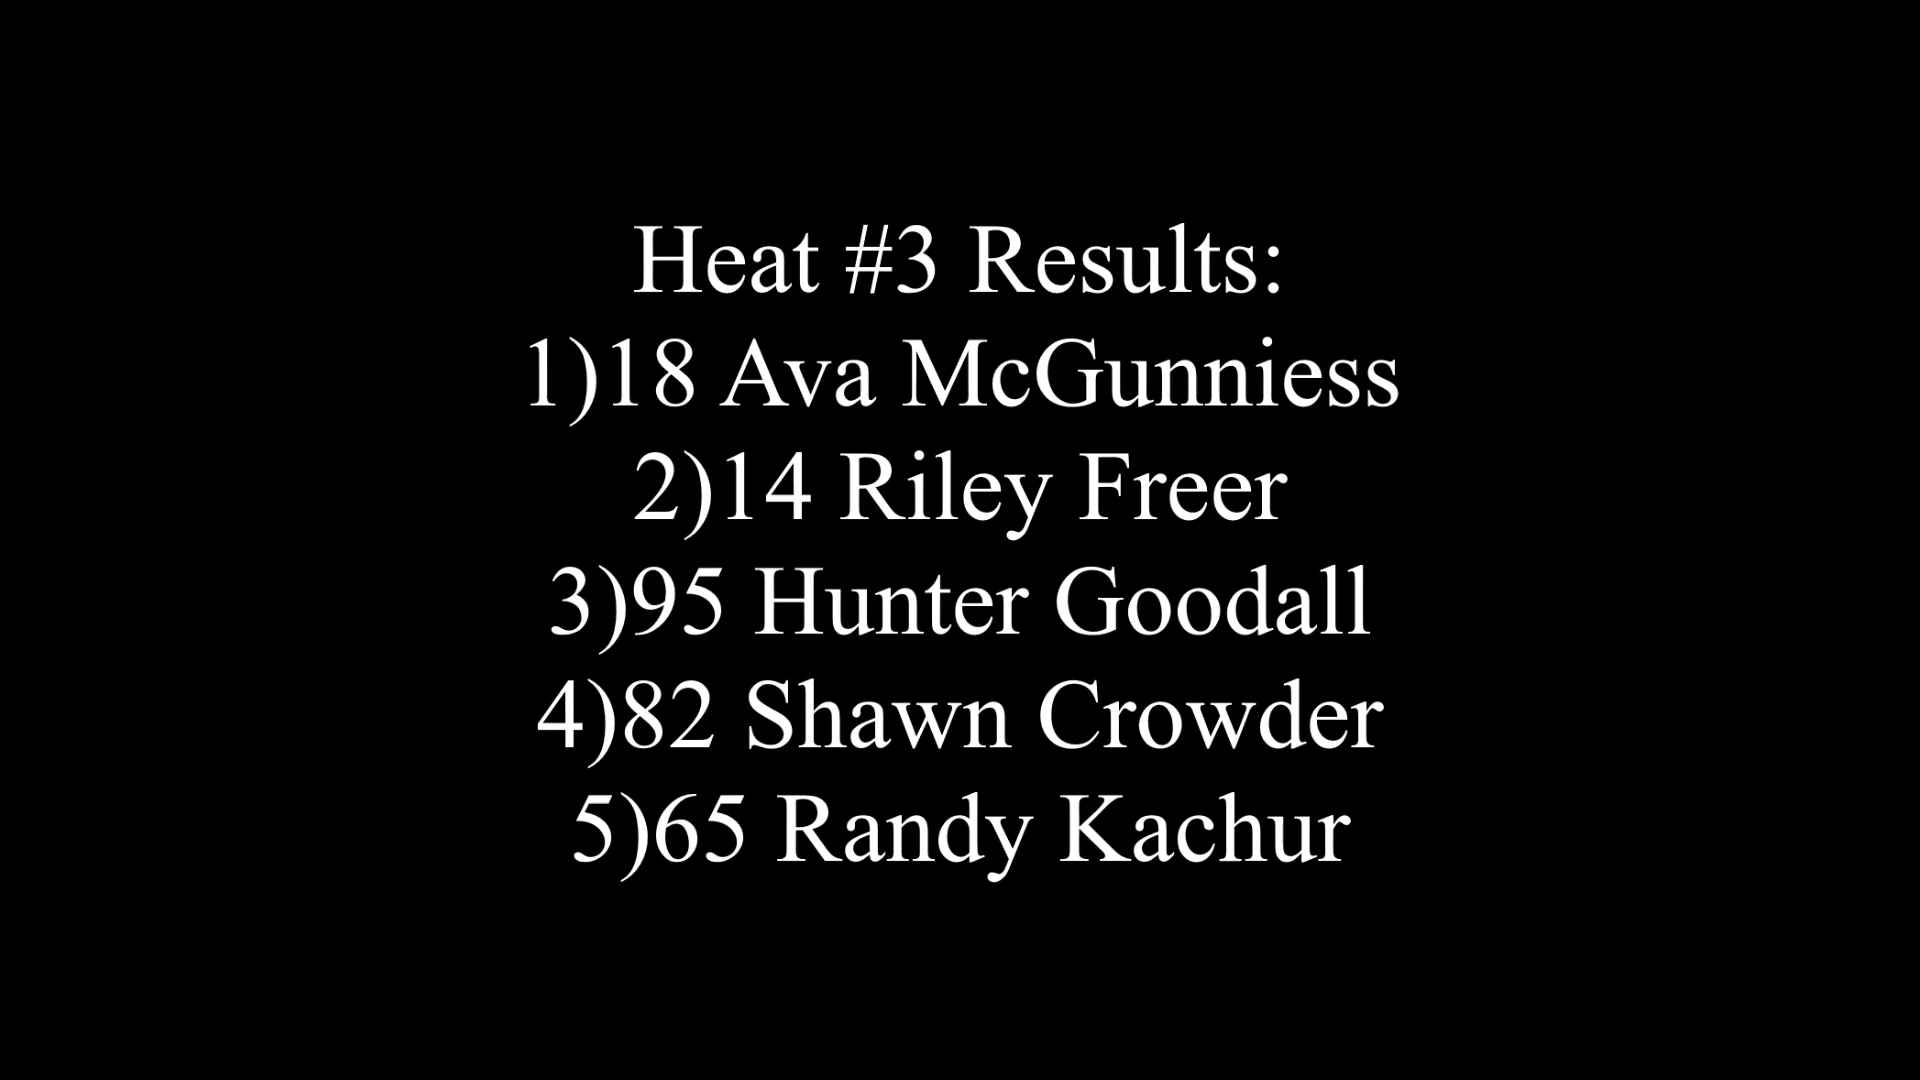 Heat #3 Results:
1)18 Ava McGunniess
2)14 Riley Freer
3)95 Hunter Goodall
4)82 Shawn Crowder
5)65 Randy Kachur